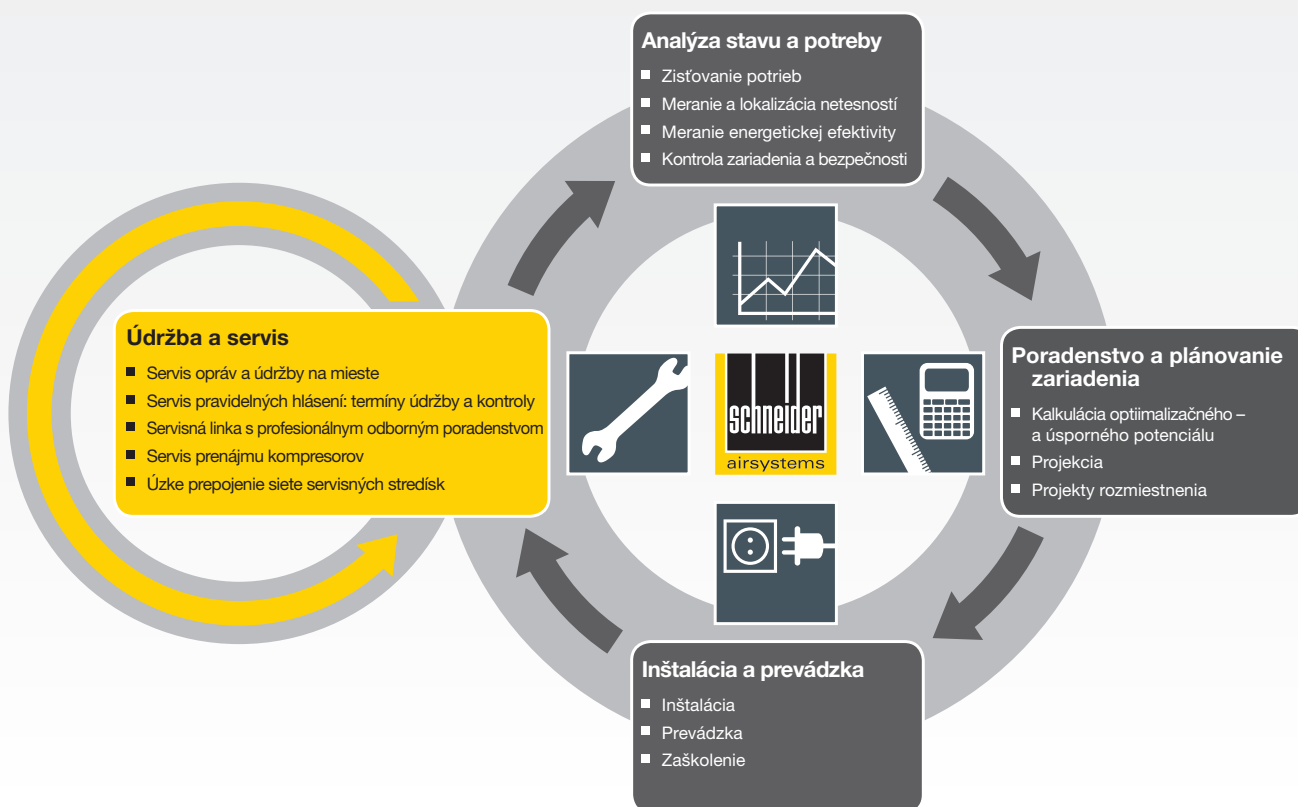 Analýza stavu a potreby
Zisťovanie potrieb
Meranie a lokalizácia netesností
Meranie energetickej efektivity
Kontrola zariadenia a bezpečnosti
Údržba a servis
Servis opráv a údržby na mieste
Servis pravidelných hlásení: termíny údržby a kontroly
Servisná linka s profesionálnym odborným poradenstvom
Servis prenájmu kompresorov
Úzke prepojenie siete servisných stredísk
schneider
airsystems
Poradenstvo a plánovanie
zariadenia
Kalkulácia optiimalizačného –
a úsporného potenciálu
Projekcia
Projekty rozmiestnenia
Inštalácia a prevádzka
Inštalácia
Prevádzka
Zaškolenie